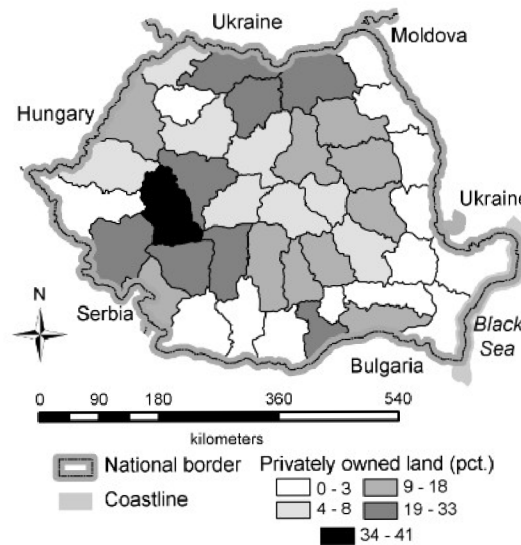 Ukraine
Moldova
Hungary
Ukraine
N
Serbia
Black
Sea
Bulgaria
0 90 180 360 540
kilometers
National border
Coastline
Privately owned land (pct.)
0 - 3
9 - 18
4 - 8
19 - 33
34 - 41